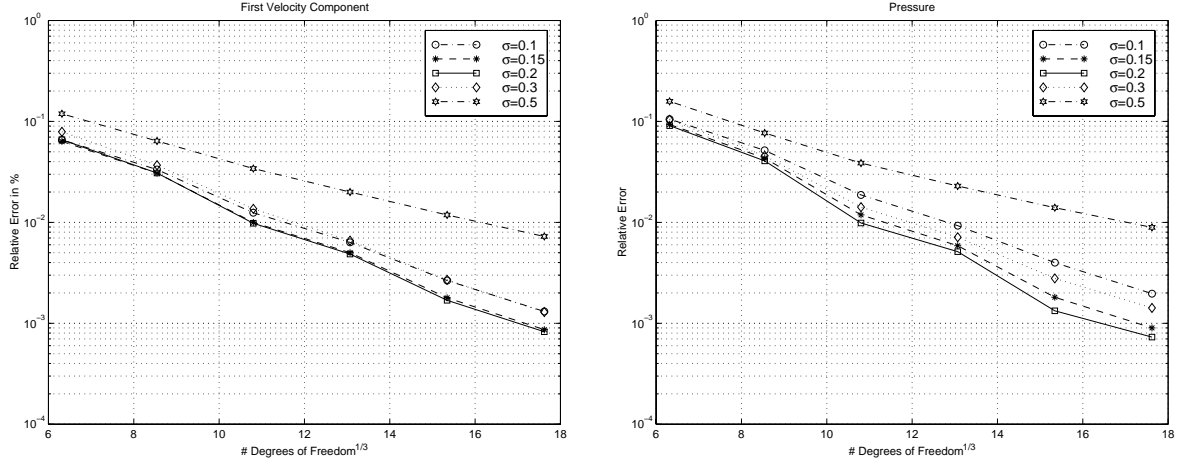 First Velocity Component
10^0
10^-1
10^-2
10^-3
10^-4
Relative Error in %
σ=0.1
σ=0.15
σ=0.2
σ=0.3
σ=0.5
6 8 10 12 14 16 18
# Degrees of Freedom^1/3
Pressure
10^0
10^-1
10^-2
10^-3
10^-4
Relative Error
σ=0.1
σ=0.15
σ=0.2
σ=0.3
σ=0.5
6 8 10 12 14 16 18
# Degrees of Freedom^1/3